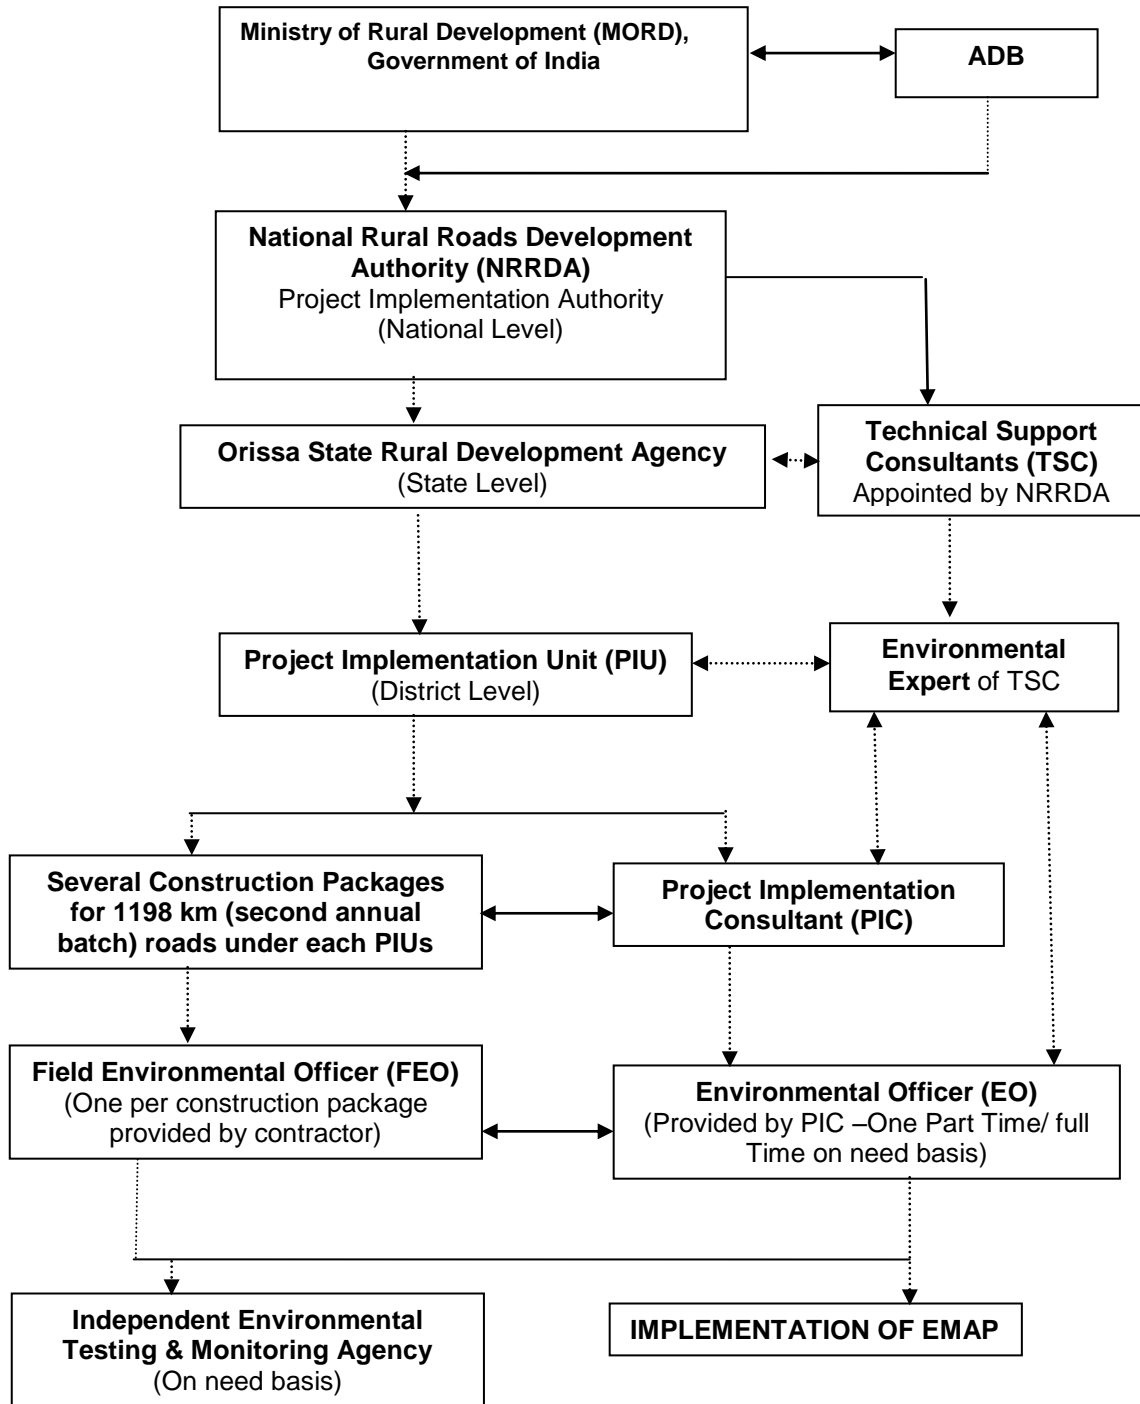 Ministry of Rural Development (MORD),
Government of India
ADB
National Rural Roads Development
Authority (NRRDA)
Project Implementation Authority
(National Level)
Orissa State Rural Development Agency
(State Level)
Technical Support
Consultants (TSC)
Appointed by NRRDA
Project Implementation Unit (PIU)
(District Level)
Environmental
Expert of TSC
Several Construction Packages
for 1198 km (second annual
batch) roads under each PIUs
Project Implementation
Consultant (PIC)
Field Environmental Officer (FEO)
(One per construction package
provided by contractor)
Environmental Officer (EO)
(Provided by PIC –One Part Time/ full
Time on need basis)
Independent Environmental
Testing & Monitoring Agency
(On need basis)
IMPLEMENTATION OF EMAP